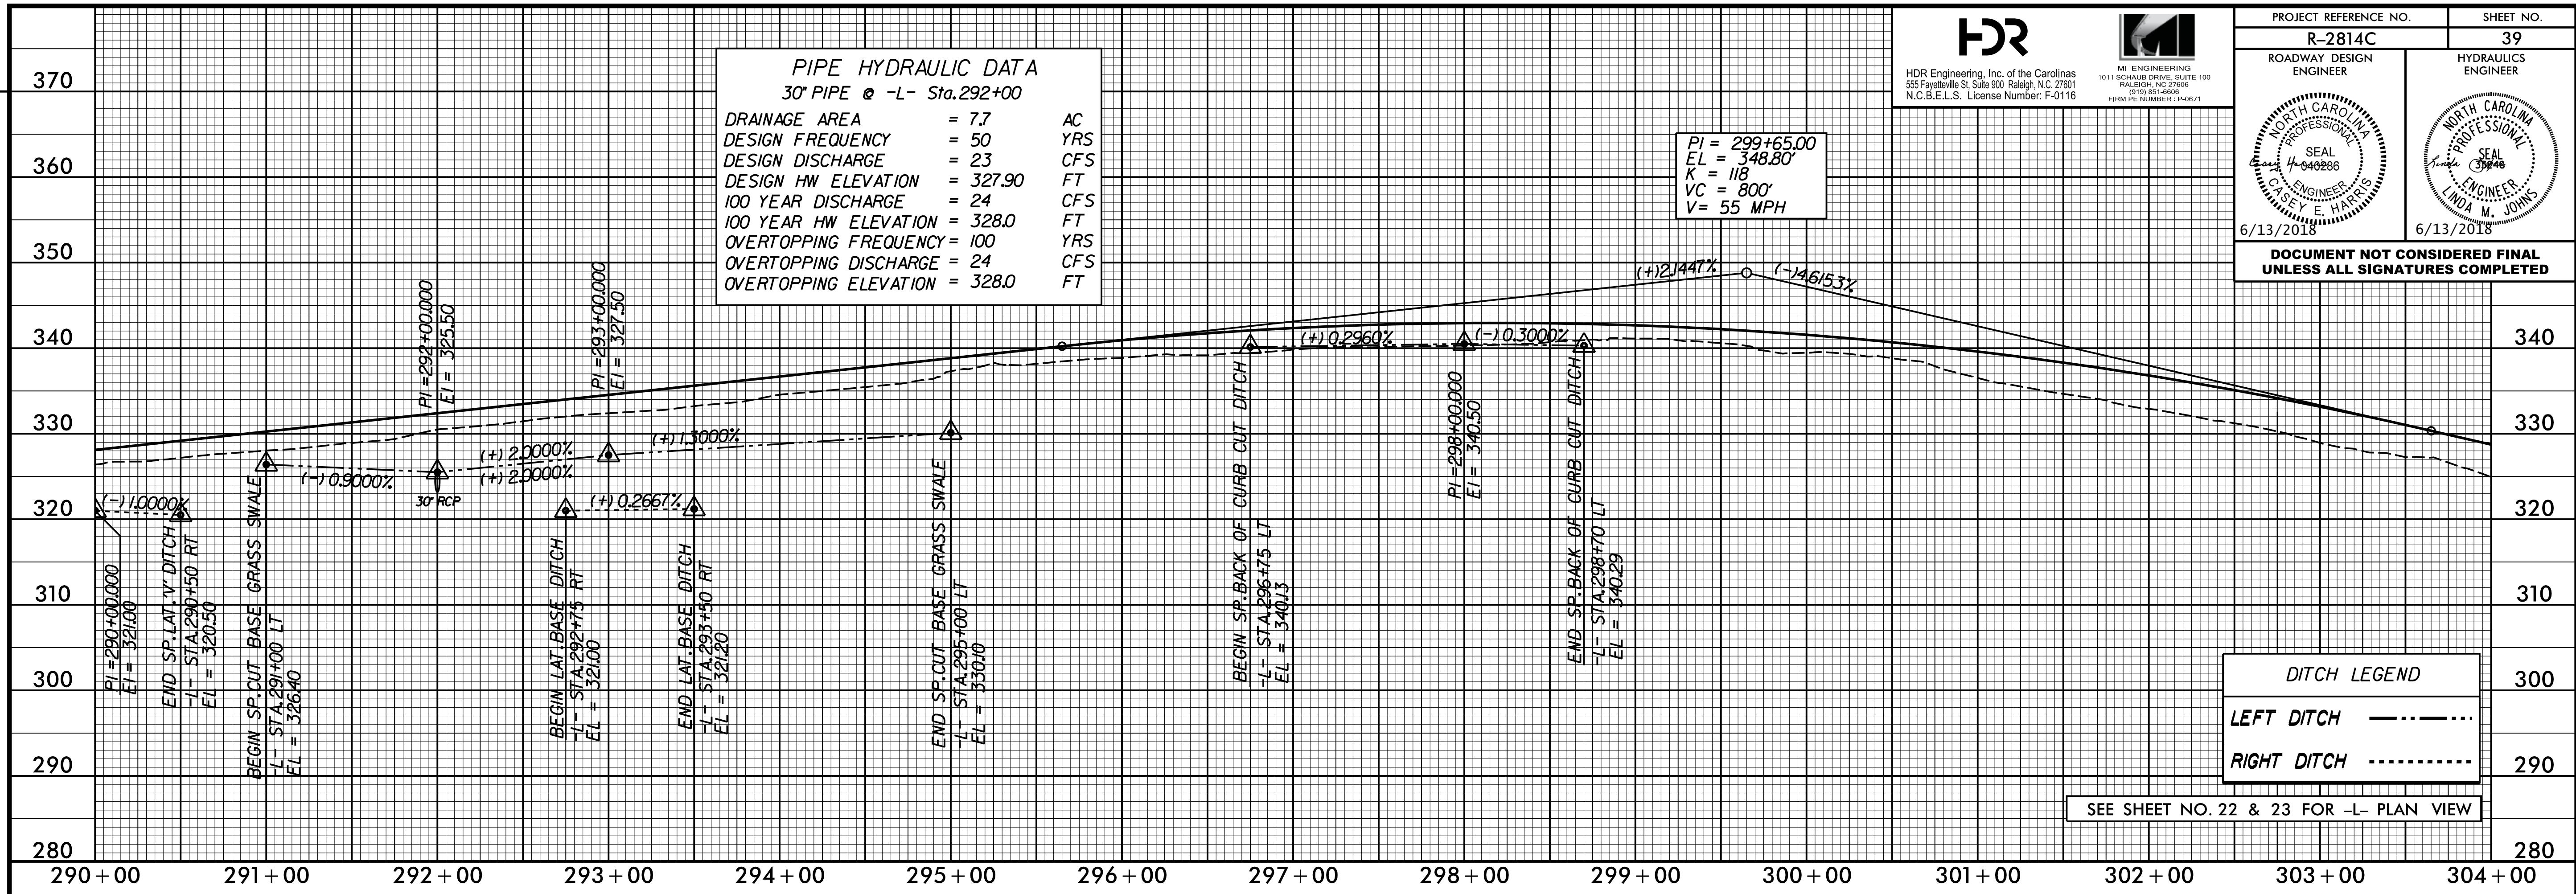 PROJECT REFERENCE NO.
SHEET NO.
R-2814C
39
ROADWAY DESIGN
ENGINEER
HYDRAULICS
ENGINEER
NORTH CAROLINA
PROFESSIONAL
SEAL
040286
ENGINEER
CASEY E. HARRIS
6/13/2018
NORTH CAROLINA
PROFESSIONAL
SEAL
ENGINEER
LINDA M. JOHNS
6/13/2018
DOCUMENT NOT CONSIDERED FINAL
UNLESS ALL SIGNATURES COMPLETED
HDR
HDR Engineering, Inc. of the Carolinas
555 Fayetteville St, Suite 900 Raleigh, N.C. 27601
N.C.B.E.L.S. License Number: F-0116
MI ENGINEERING
1011 SCHAUB DRIVE, SUITE 100
RALEIGH, NC 27606
(919) 851-6606
FIRM PE NUMBER : P-0671
PIPE HYDRAULIC DATA
30" PIPE @ -L- Sta.292+00
DRAINAGE AREA = 7.7 AC
DESIGN FREQUENCY = 50 YRS
DESIGN DISCHARGE = 23 CFS
DESIGN HW ELEVATION = 327.90 FT
100 YEAR DISCHARGE = 24 CFS
100 YEAR HW ELEVATION = 328.0 FT
OVERTOPPING FREQUENCY = 100 YRS
OVERTOPPING DISCHARGE = 24 CFS
OVERTOPPING ELEVATION = 328.0 FT
PI = 299+65.00
EL = 348.80'
K = 118
VC = 800'
V= 55 MPH
370
360
350
340
330
320
310
300
290
280
340
330
320
310
300
290
280
(+)2.1447%
(-)4.6153%
PI =292+00.000
El = 325.50
PI =293+00.000
El = 327.50
(+) 0.2960%
(-) 0.3000%
(+) 1.3000%
(+) 2.0000%
(+) 2.0000%
(-) 0.9000%
30" RCP
(-) 1.0000%
(+) 0.2667%
PI =290+00.000
El = 321.00
END SP.LAT.'V' DITCH
-L- STA.290+50 RT
EL = 320.50
BEGIN SP.CUT BASE GRASS SWALE
-L- STA.291+00 LT
EL = 326.40
BEGIN LAT.BASE DITCH
-L- STA.292+75 RT
EL = 321.00
END LAT.BASE DITCH
-L- STA.293+50 RT
EL = 321.20
END SP.CUT BASE GRASS SWALE
-L- STA.295+00 LT
EL = 330.10
BEGIN SP.BACK OF CURB CUT DITCH
-L- STA.296+75 LT
EL = 340.13
PI =298+00.000
El = 340.50
END SP.BACK OF CURB CUT DITCH
-L- STA.298+70 LT
EL = 340.29
DITCH LEGEND
LEFT DITCH
RIGHT DITCH
SEE SHEET NO. 22 & 23 FOR -L- PLAN VIEW
290+00 291+00 292+00 293+00 294+00 295+00 296+00 297+00 298+00 299+00 300+00 301+00 302+00 303+00 304+00